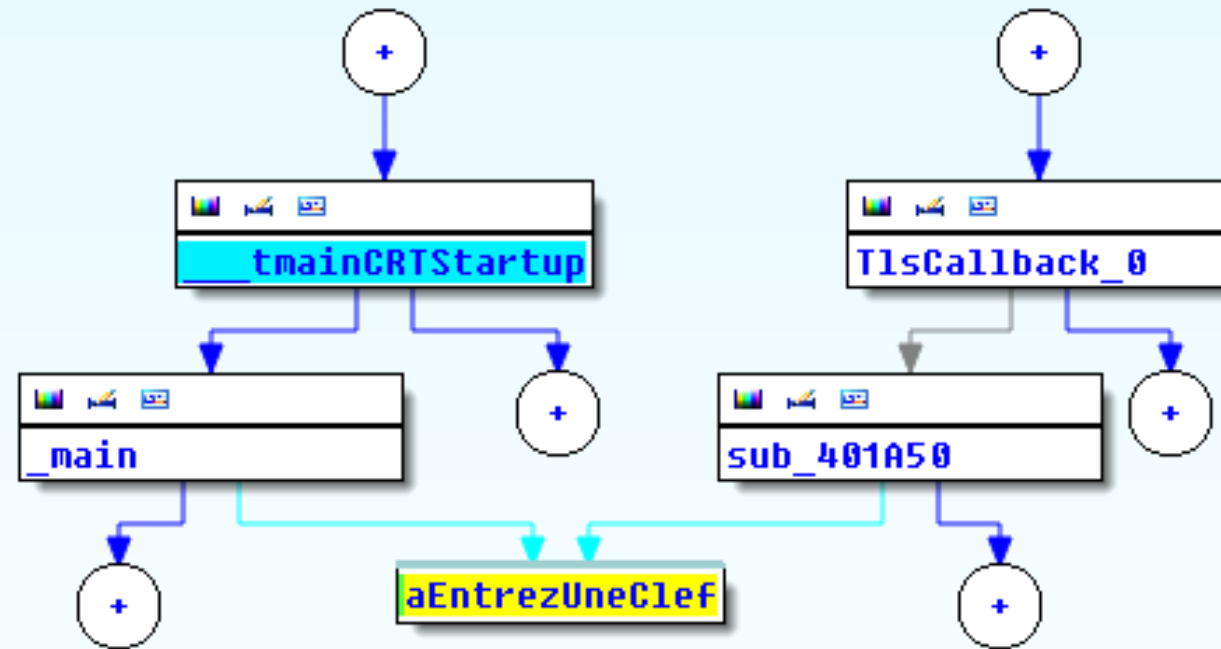 +
+
___tmainCRTStartup
TlsCallback_0
+
+
_main
sub_401A50
+
aEntrezUneClef
+